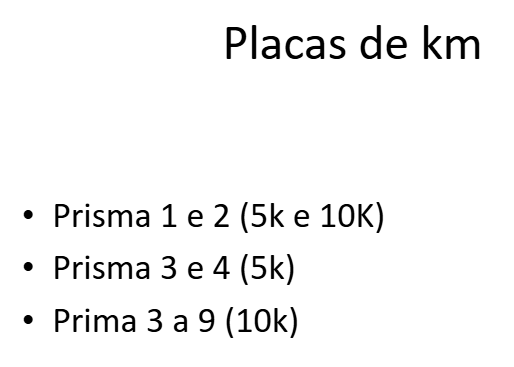 Placas de km
• Prisma 1 e 2 (5k e 10K)
• Prisma 3 e 4 (5k)
• Prima 3 a 9 (10k)